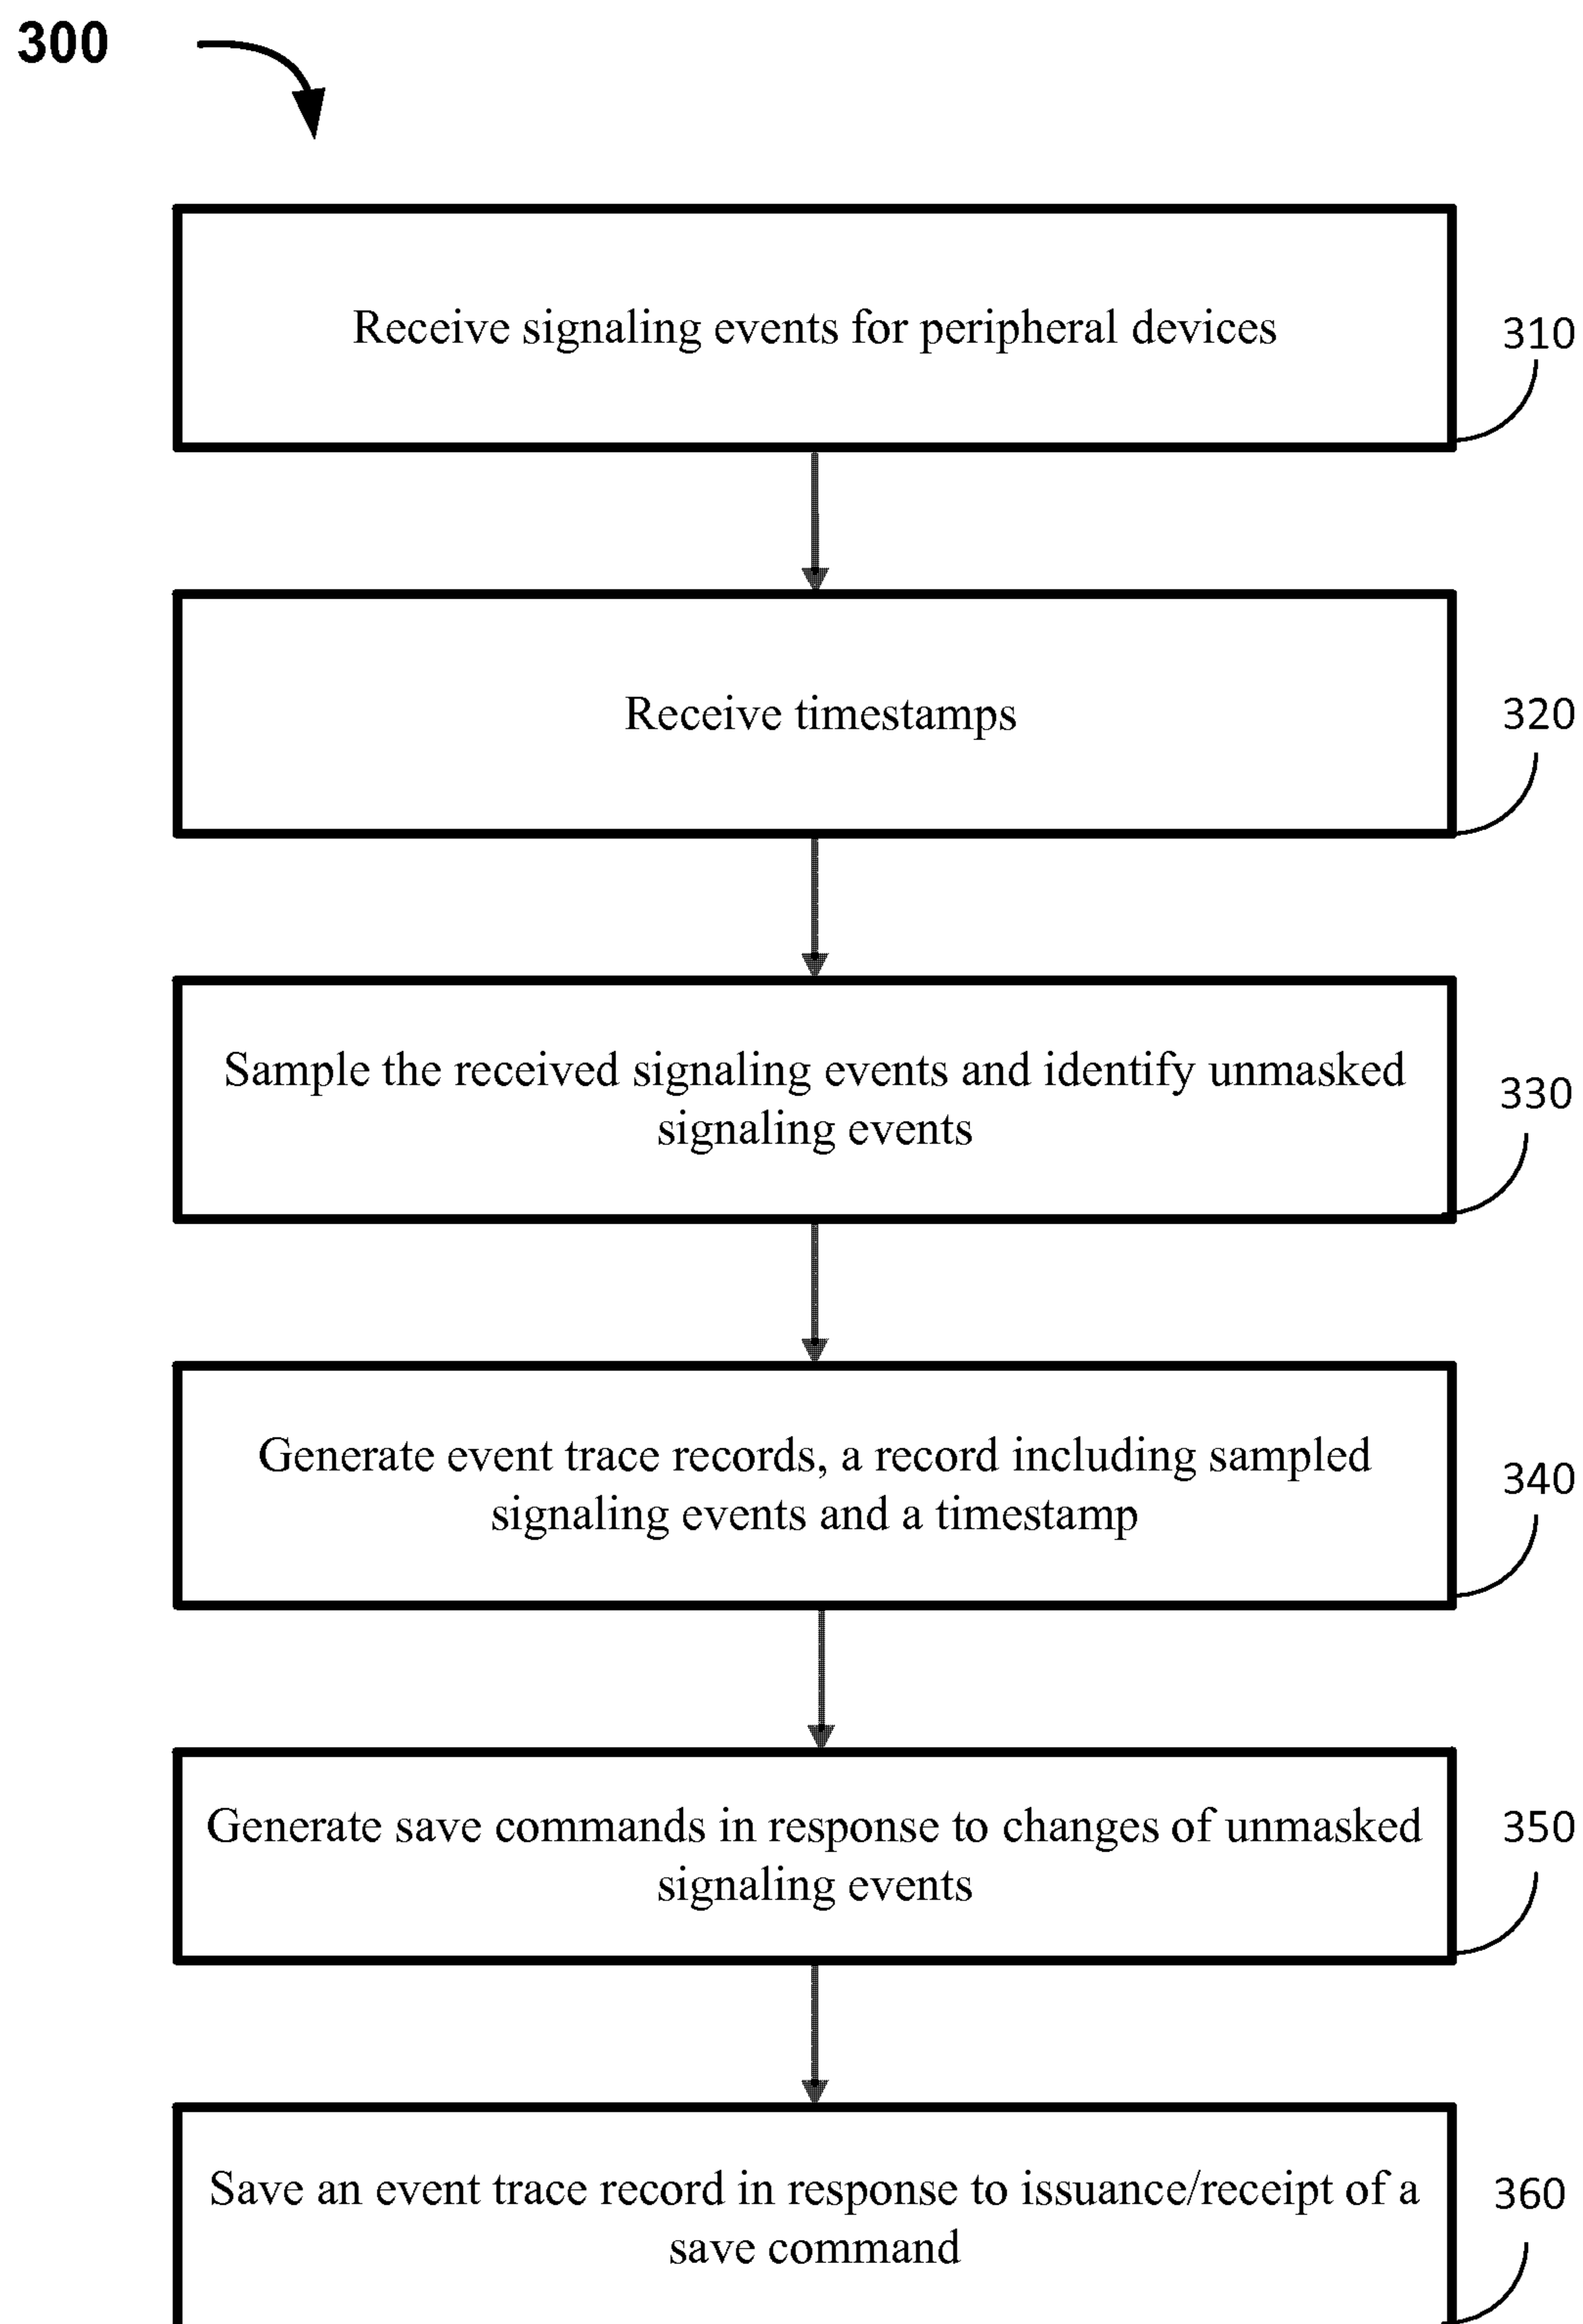 300
Receive signaling events for peripheral devices
310
Receive timestamps
320
Sample the received signaling events and identify unmasked
signaling events
330
Generate event trace records, a record including sampled
signaling events and a timestamp
340
Generate save commands in response to changes of unmasked
signaling events
350
Save an event trace record in response to issuance/receipt of a
save command
360